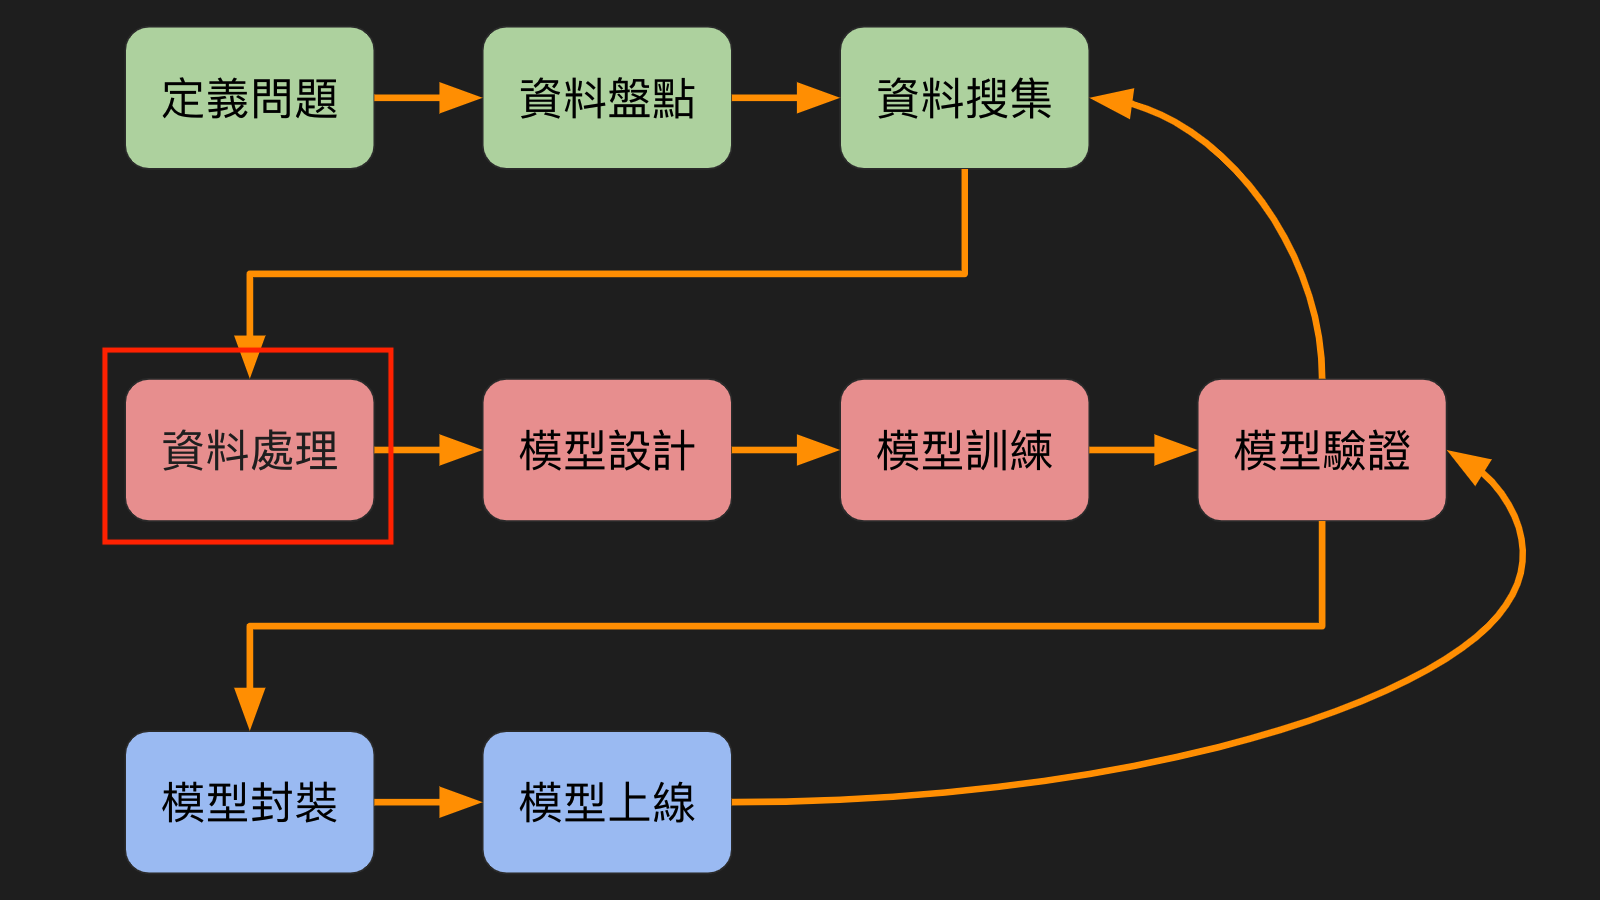 定義問題
資料盤點
資料搜集
資料處理
模型設計
模型訓練
模型驗證
模型封裝
模型上線